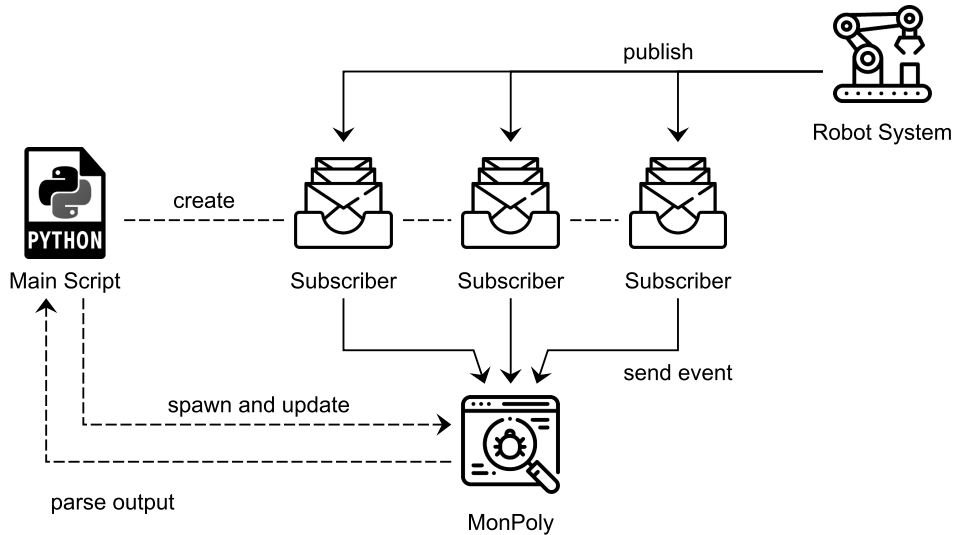 publish
Robot System
create
PYTHON
Main Script
Subscriber
Subscriber
Subscriber
send event
spawn and update
parse output
MonPoly